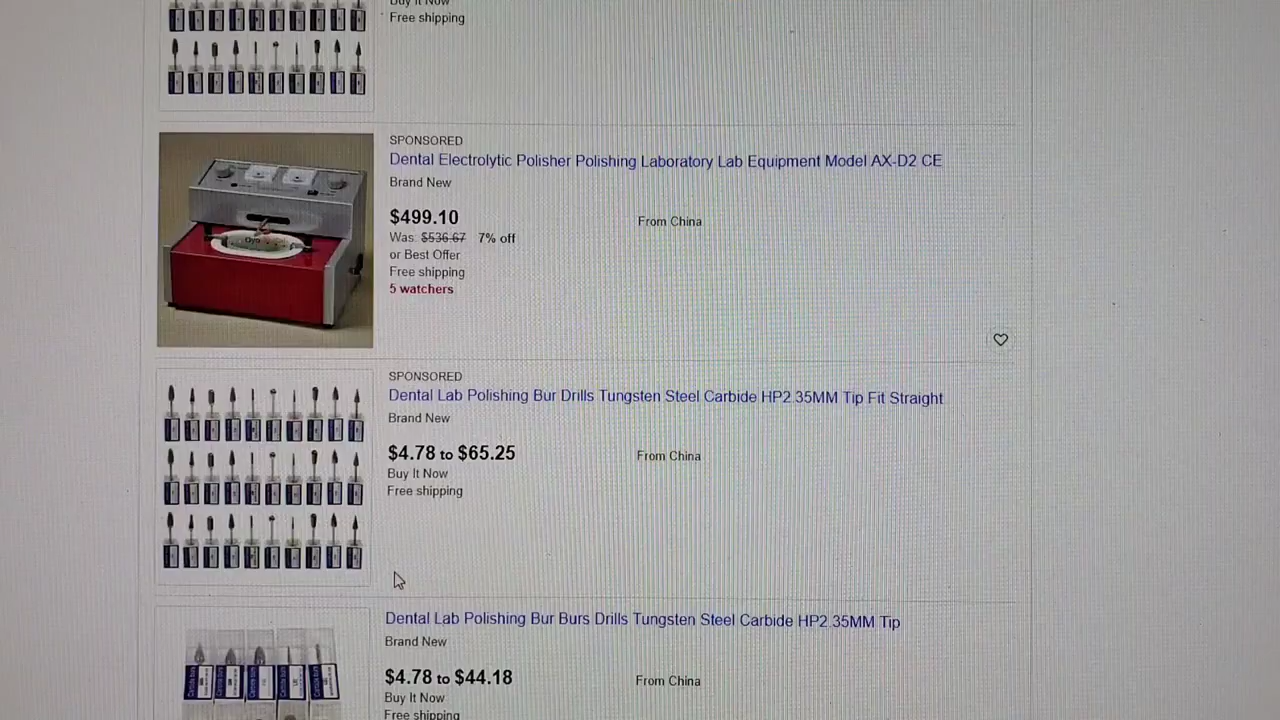 Buy It Now
Free shipping
SPONSORED
Dental Electrolytic Polisher Polishing Laboratory Lab Equipment Model AX-D2 CE
Brand New
$499.10
From China
Was: $536.67 7% off
or Best Offer
Free shipping
5 watchers
SPONSORED
Dental Lab Polishing Bur Drills Tungsten Steel Carbide HP2.35MM Tip Fit Straight
Brand New
$4.78 to $65.25
From China
Buy It Now
Free shipping
Dental Lab Polishing Bur Burs Drills Tungsten Steel Carbide HP2.35MM Tip
Brand New
$4.78 to $44.18
From China
Buy It Now
Free shipping